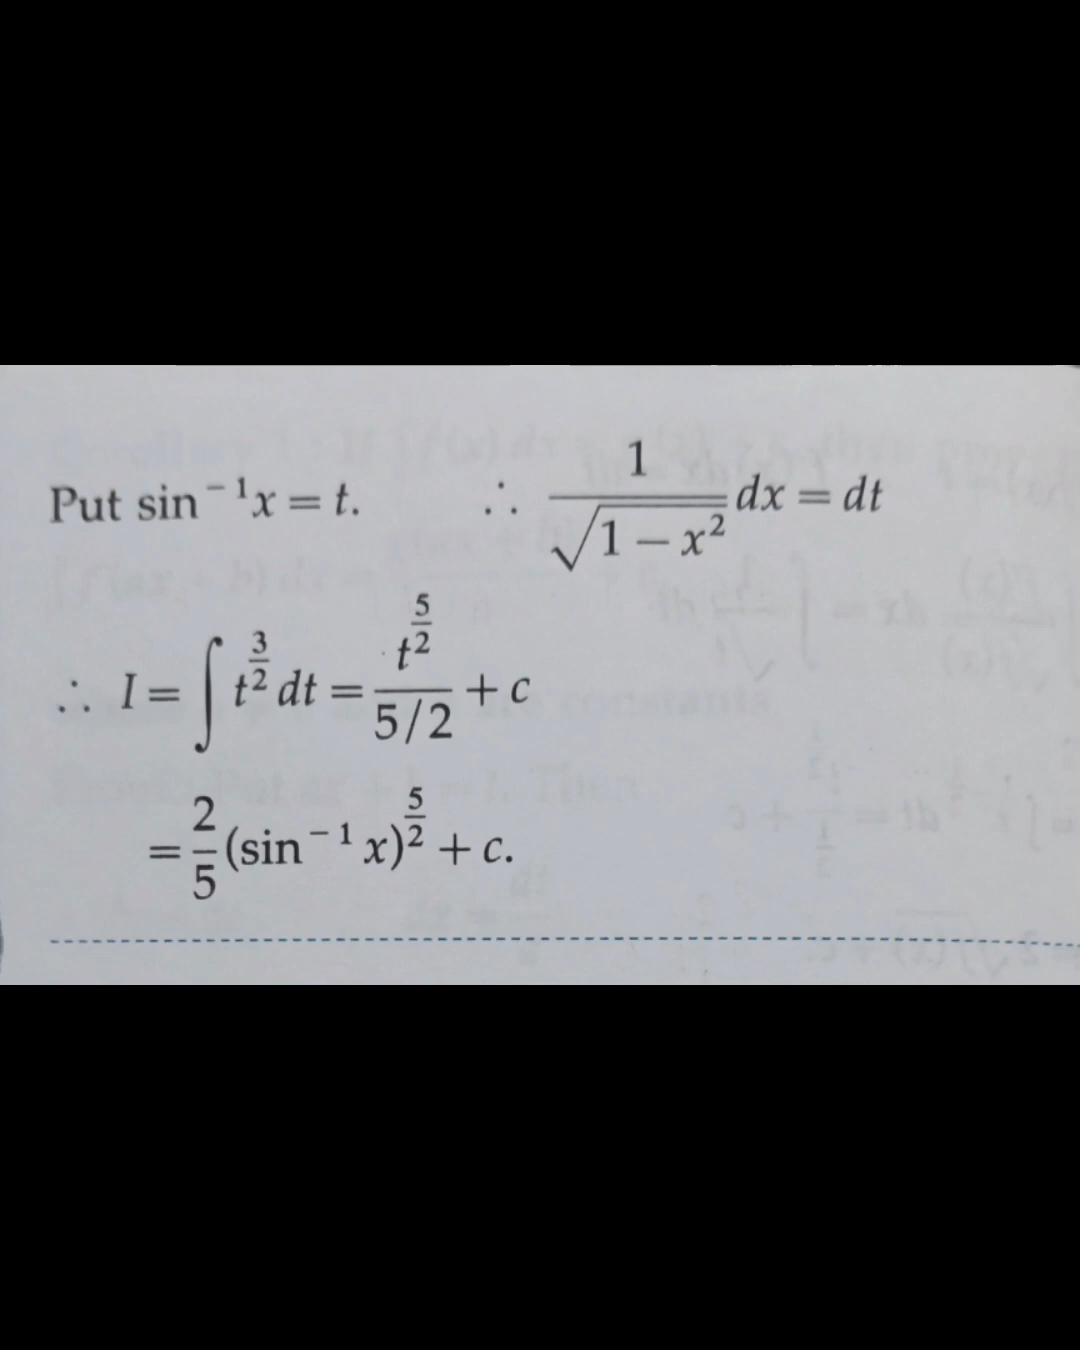 Put sin⁻¹x = t. ∴ 1/√(1 − x²) dx = dt
∴ I = ∫ t^(3/2) dt = t^(5/2)/(5/2) + c
= 2/5 (sin⁻¹ x)^(5/2) + c.